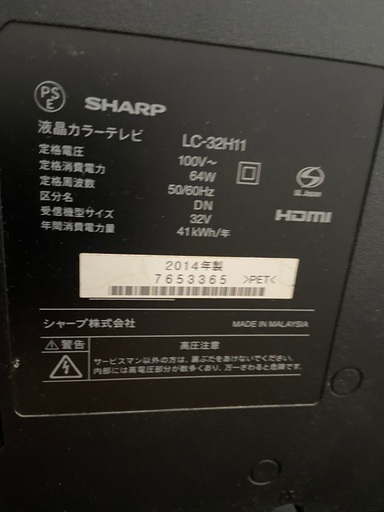 PS
E
SHARP
液晶カラーテレビ LC-32H11
定格電圧 100V～
定格消費電力 64W
定格周波数 50/60Hz
区分名 DN
受信機型サイズ 32V
年間消費電力量 41kWh/年
HDMI
2014年製
7653365 >PET<
シャープ株式会社 MADE IN MALAYSIA
警告 高圧注意
サービスマン以外の方は、裏ぶたをあけないでください。
内部には高電圧部分が数多くあり、万一さわると危険です。